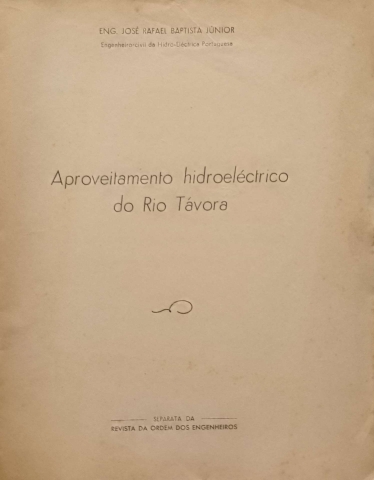 ENG. JOSÉ RAFAEL BAPTISTA JÚNIOR
Engenheiro-civil da Hidro-Eléctrica Portuguesa
Aproveitamento hidroeléctrico
do Rio Távora
SEPARATA DA
REVISTA DA ORDEM DOS ENGENHEIROS